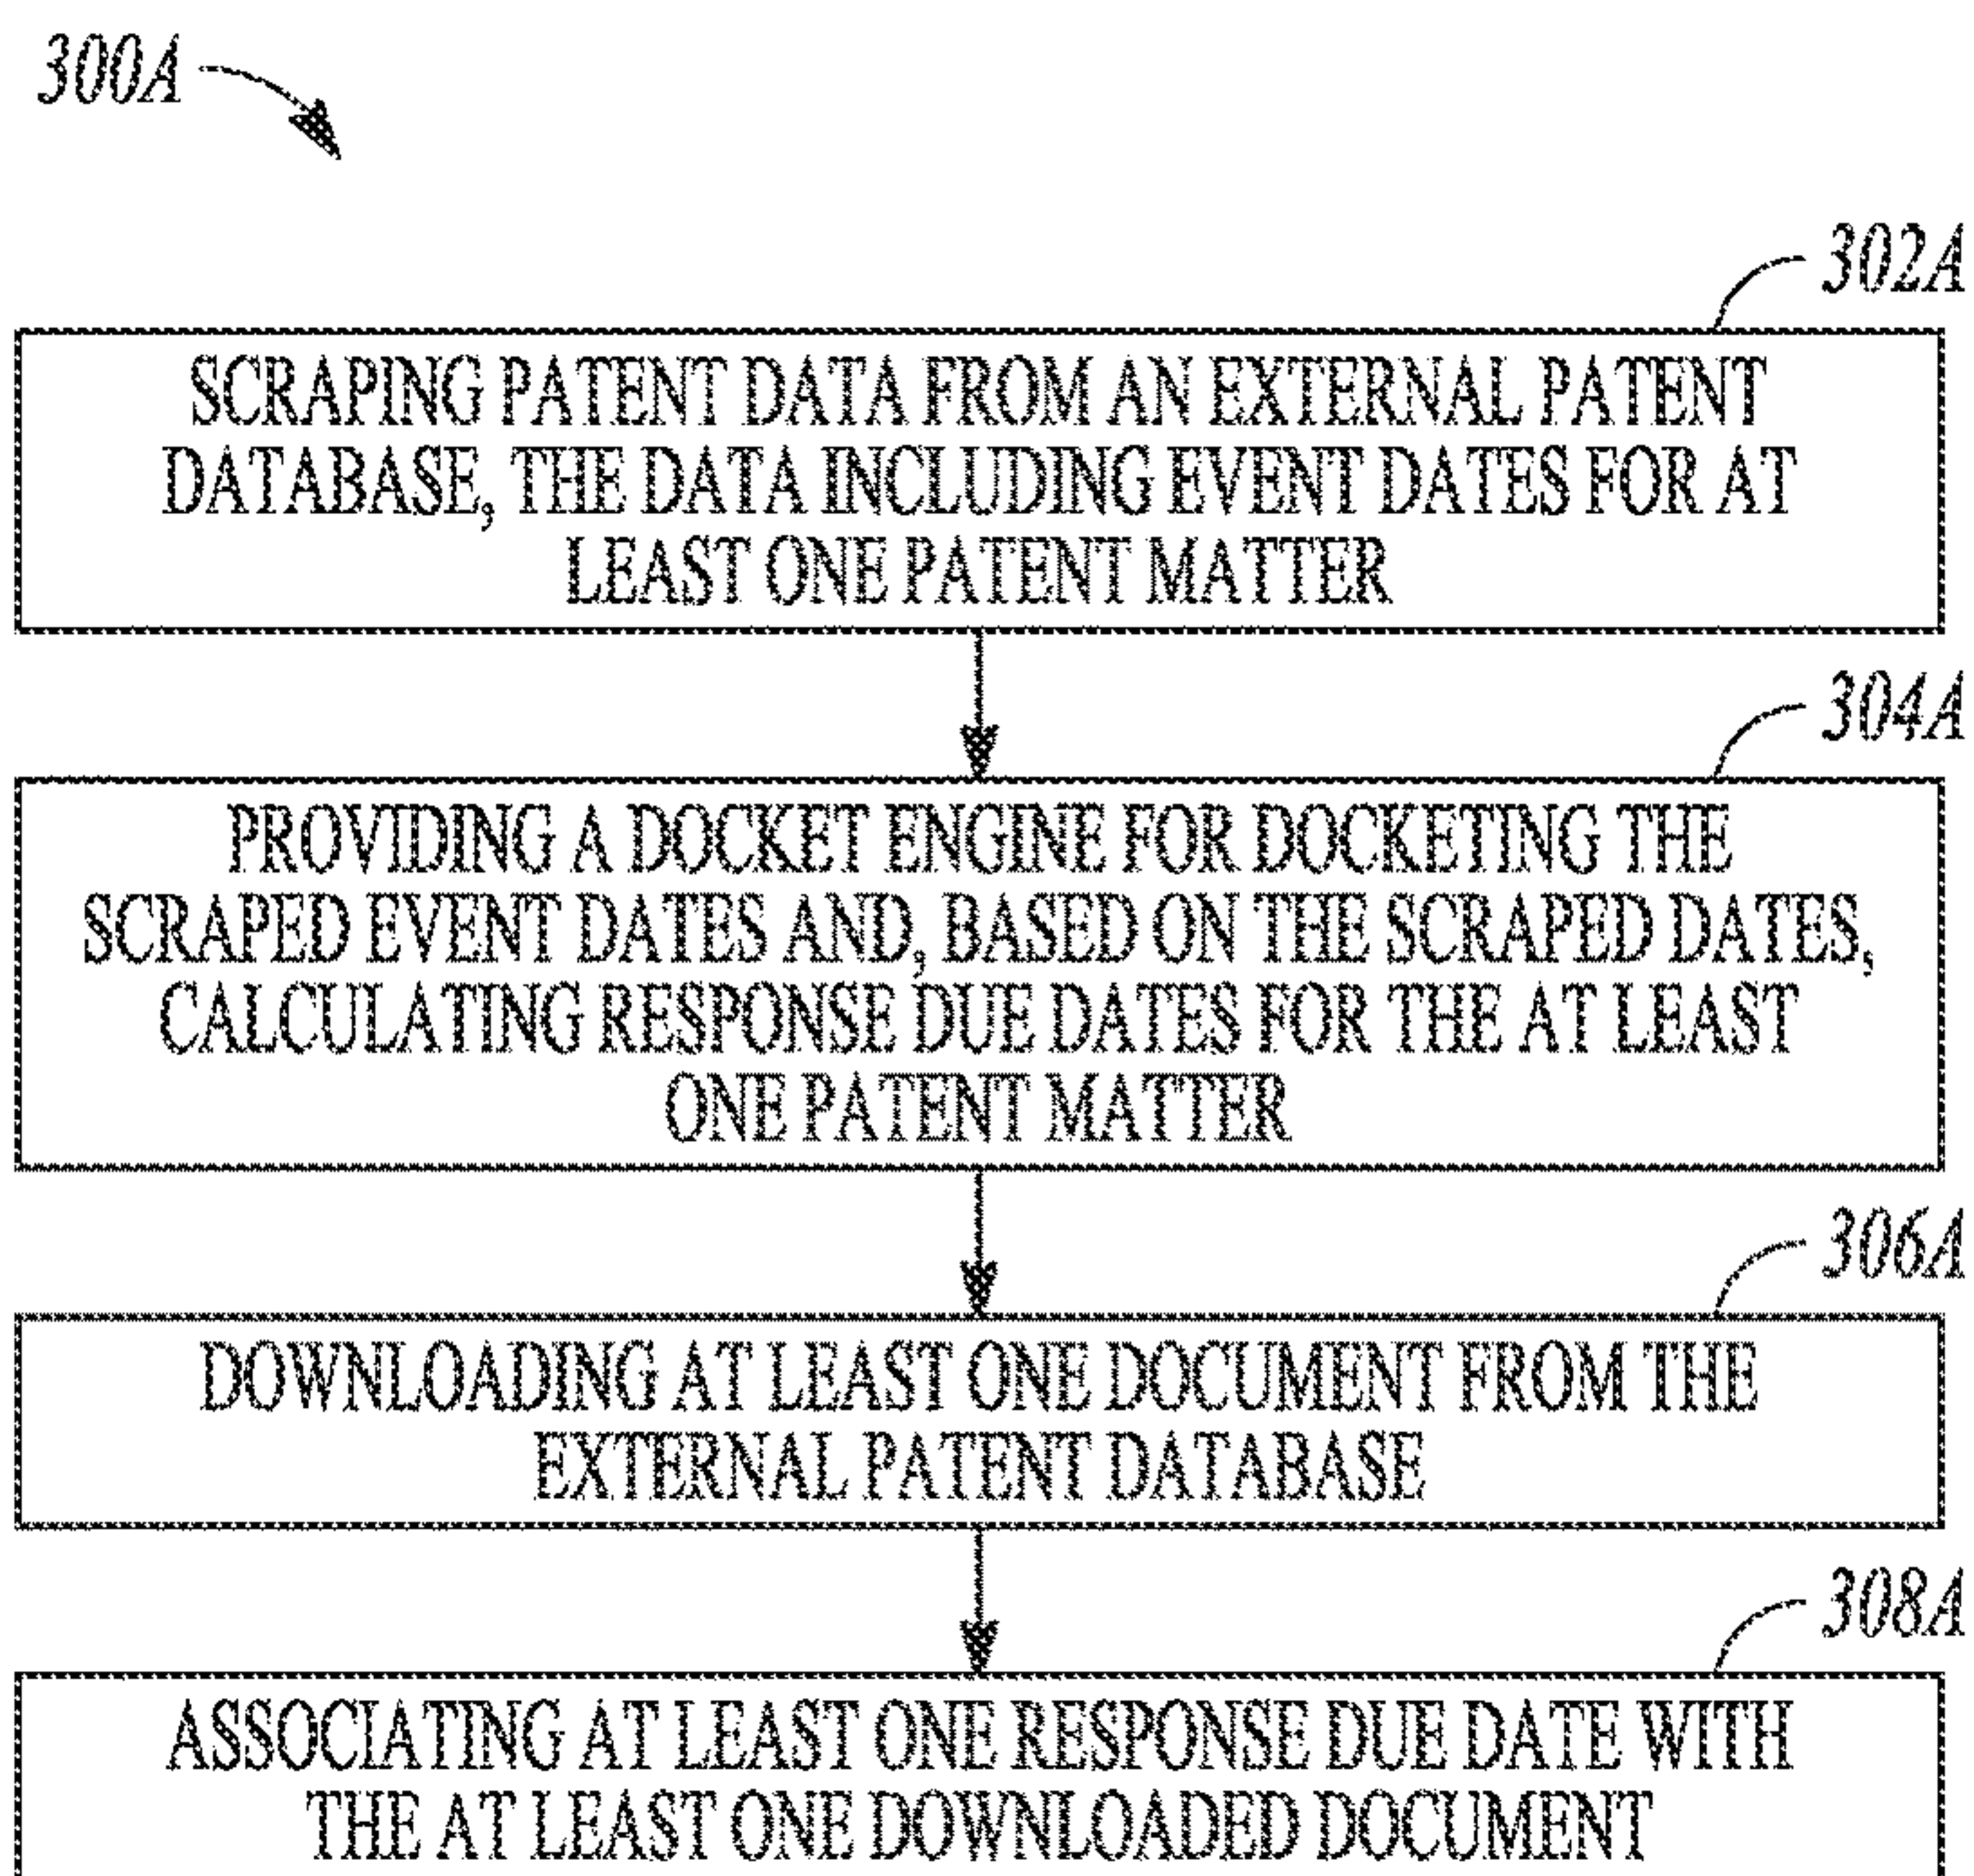 300A
302A
SCRAPING PATENT DATA FROM AN EXTERNAL PATENT
DATABASE, THE DATA INCLUDING EVENT DATES FOR AT
LEAST ONE PATENT MATTER
304A
PROVIDING A DOCKET ENGINE FOR DOCKETING THE
SCRAPED EVENT DATES AND, BASED ON THE SCRAPED DATES,
CALCULATING RESPONSE DUE DATES FOR THE AT LEAST
ONE PATENT MATTER
306A
DOWNLOADING AT LEAST ONE DOCUMENT FROM THE
EXTERNAL PATENT DATABASE
308A
ASSOCIATING AT LEAST ONE RESPONSE DUE DATE WITH
THE AT LEAST ONE DOWNLOADED DOCUMENT